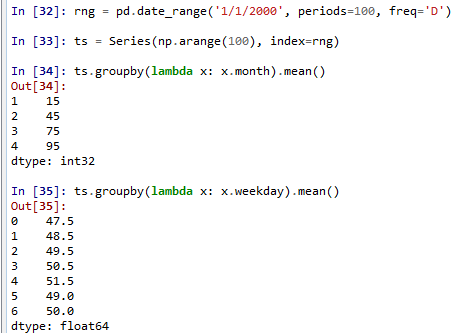 In [32]: rng = pd.date_range('1/1/2000', periods=100, freq='D')
In [33]: ts = Series(np.arange(100), index=rng)
In [34]: ts.groupby(lambda x: x.month).mean()
Out[34]:
1    15
2    45
3    75
4    95
dtype: int32
In [35]: ts.groupby(lambda x: x.weekday).mean()
Out[35]:
0    47.5
1    48.5
2    49.5
3    50.5
4    51.5
5    49.0
6    50.0
dtype: float64